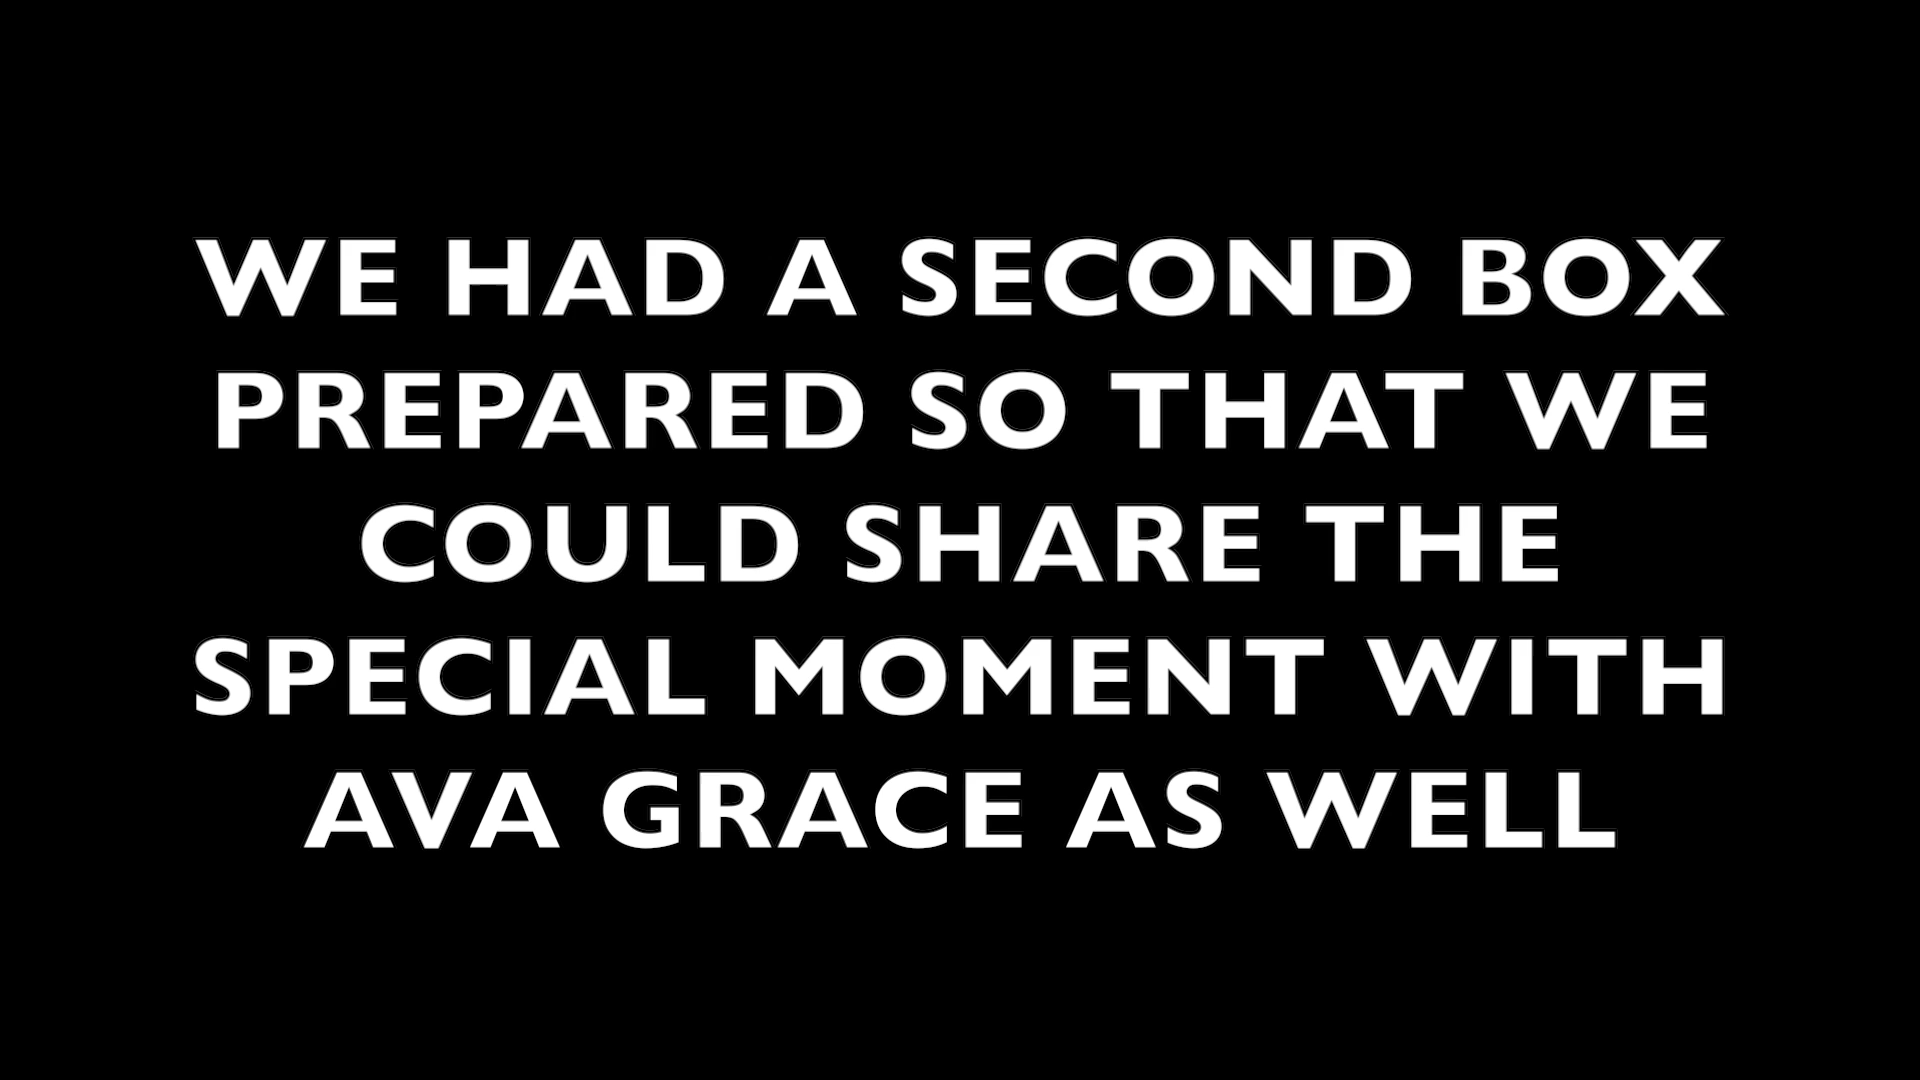 WE HAD A SECOND BOX
PREPARED SO THAT WE
COULD SHARE THE
SPECIAL MOMENT WITH
AVA GRACE AS WELL